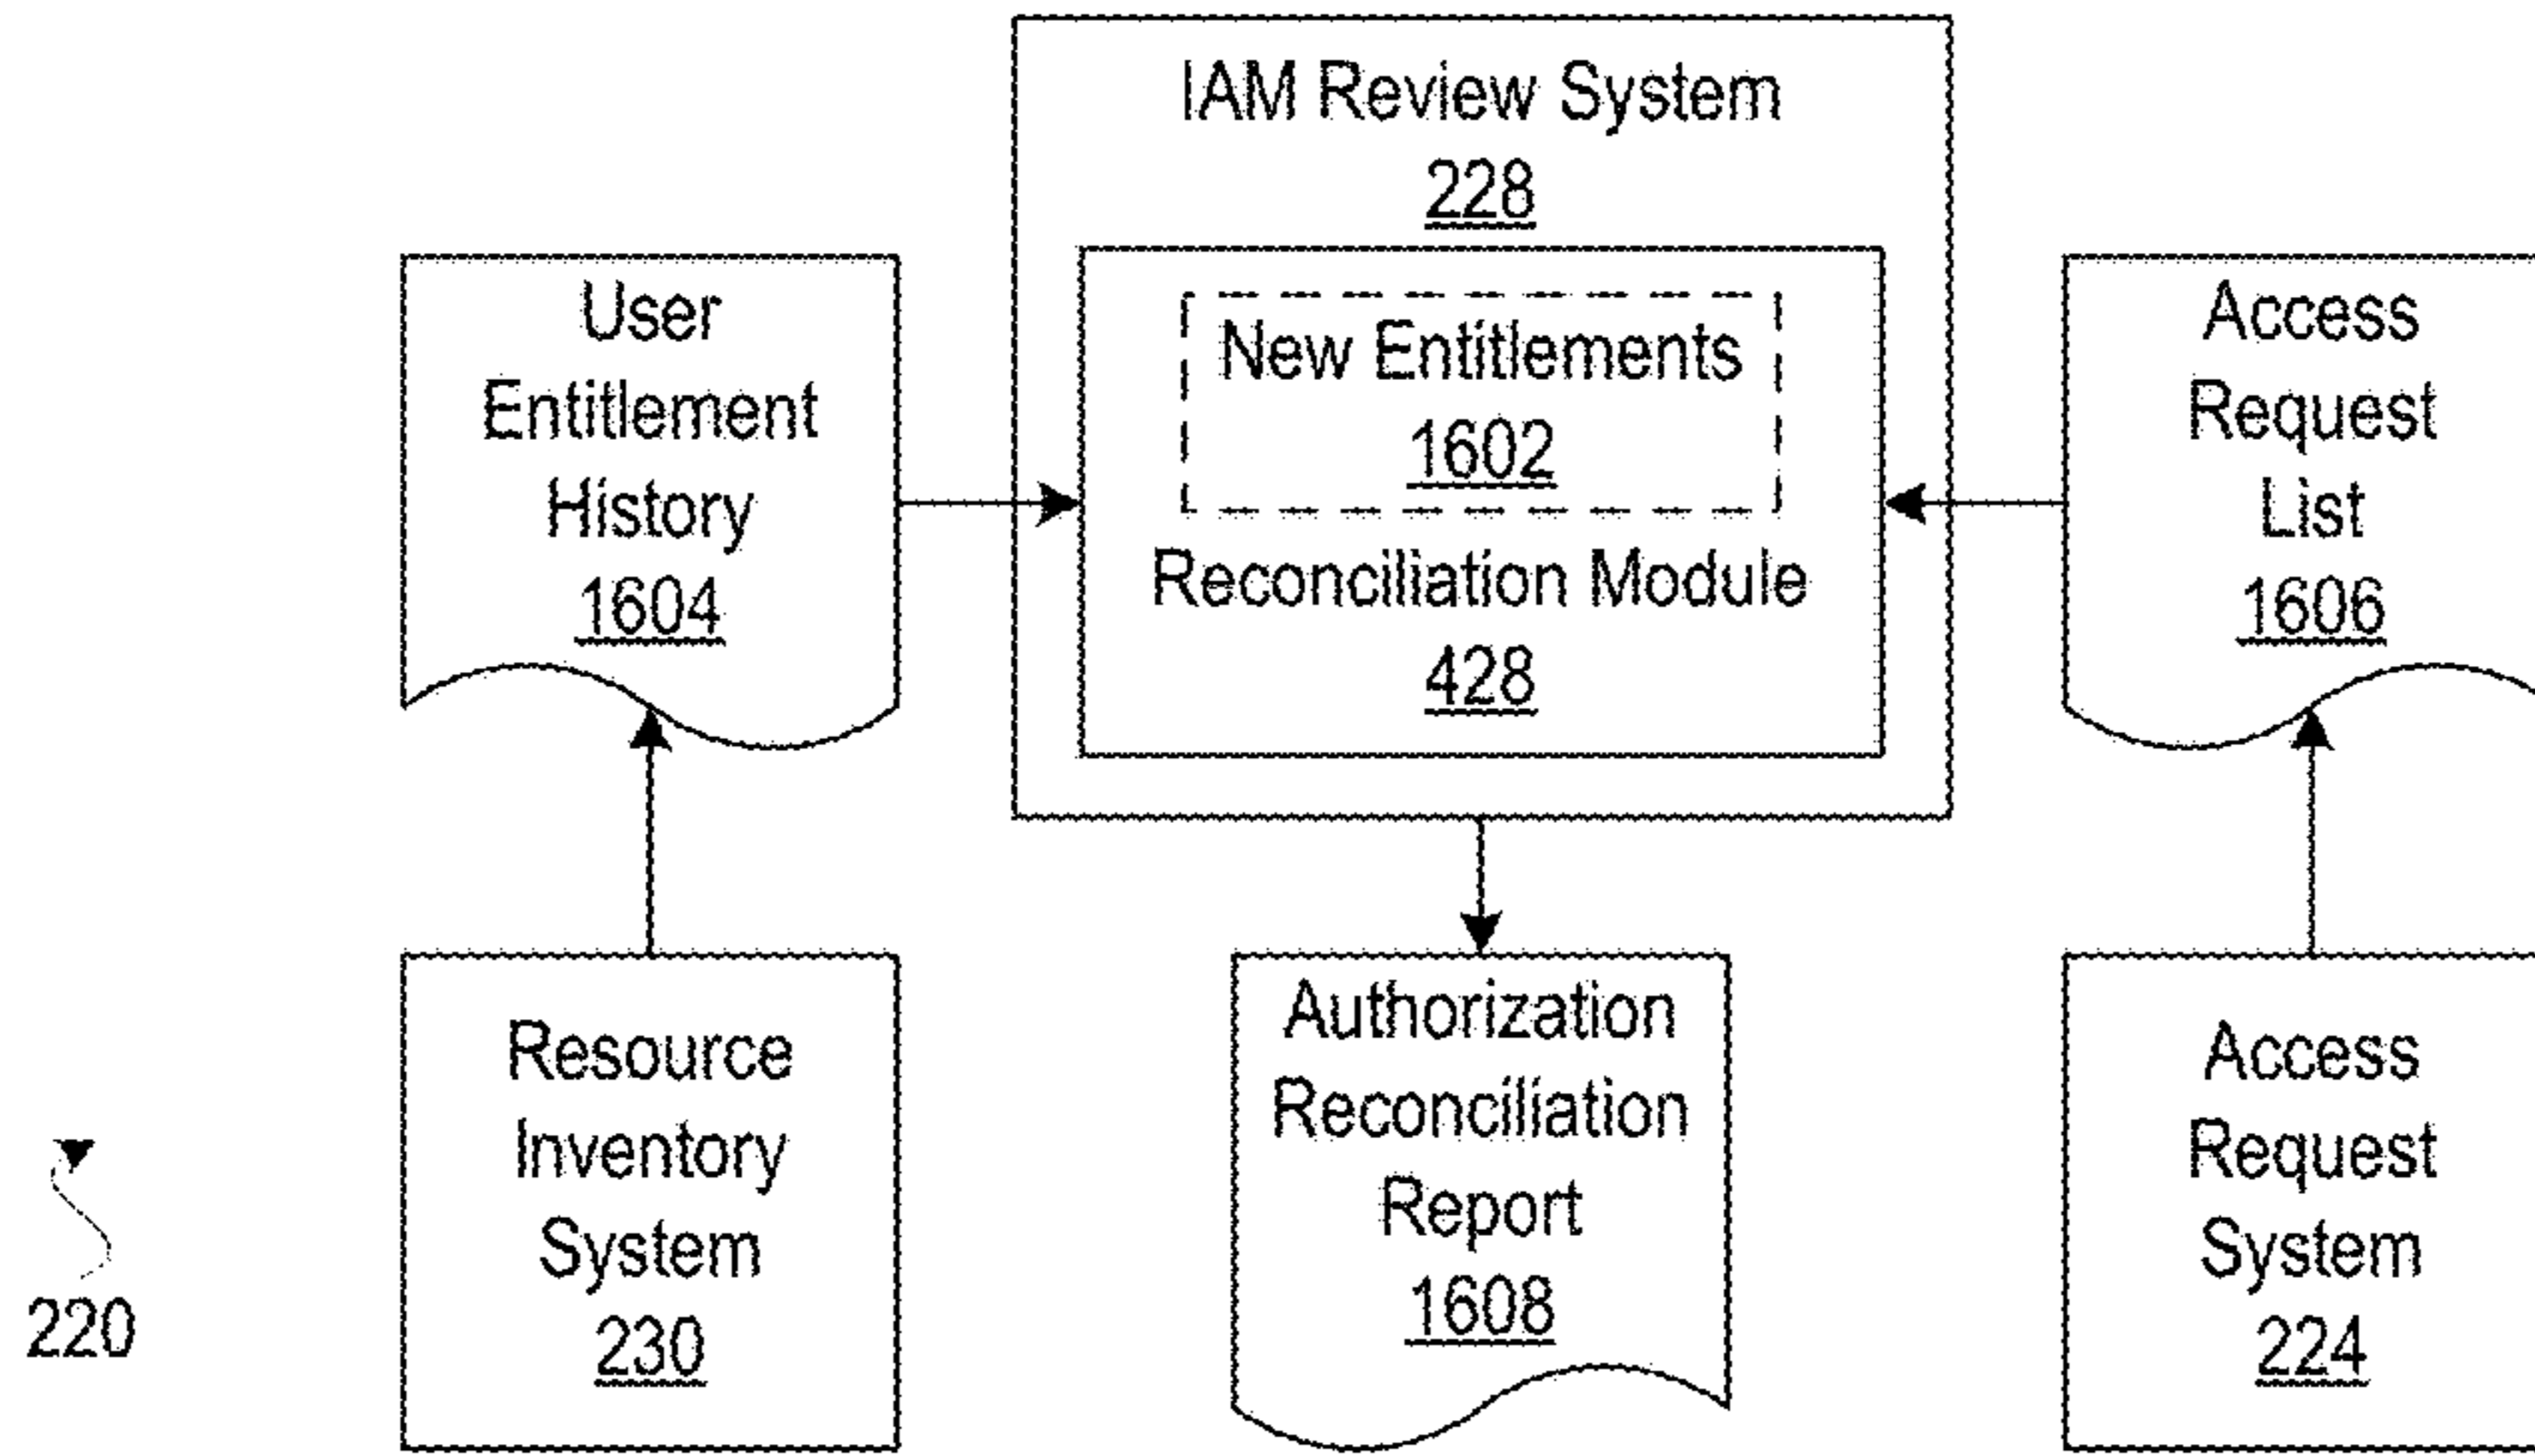 IAM Review System
228
User
Entitlement
History
1604
New Entitlements
1602
Reconciliation Module
428
Access
Request
List
1606
Resource
Inventory
System
230
Authorization
Reconciliation
Report
1608
Access
Request
System
224
220